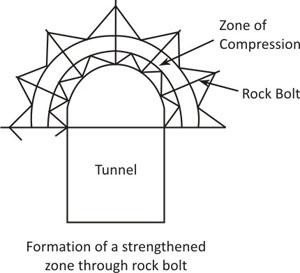 Zone of
Compression
Rock Bolt
Tunnel
Formation of a strengthened
zone through rock bolt